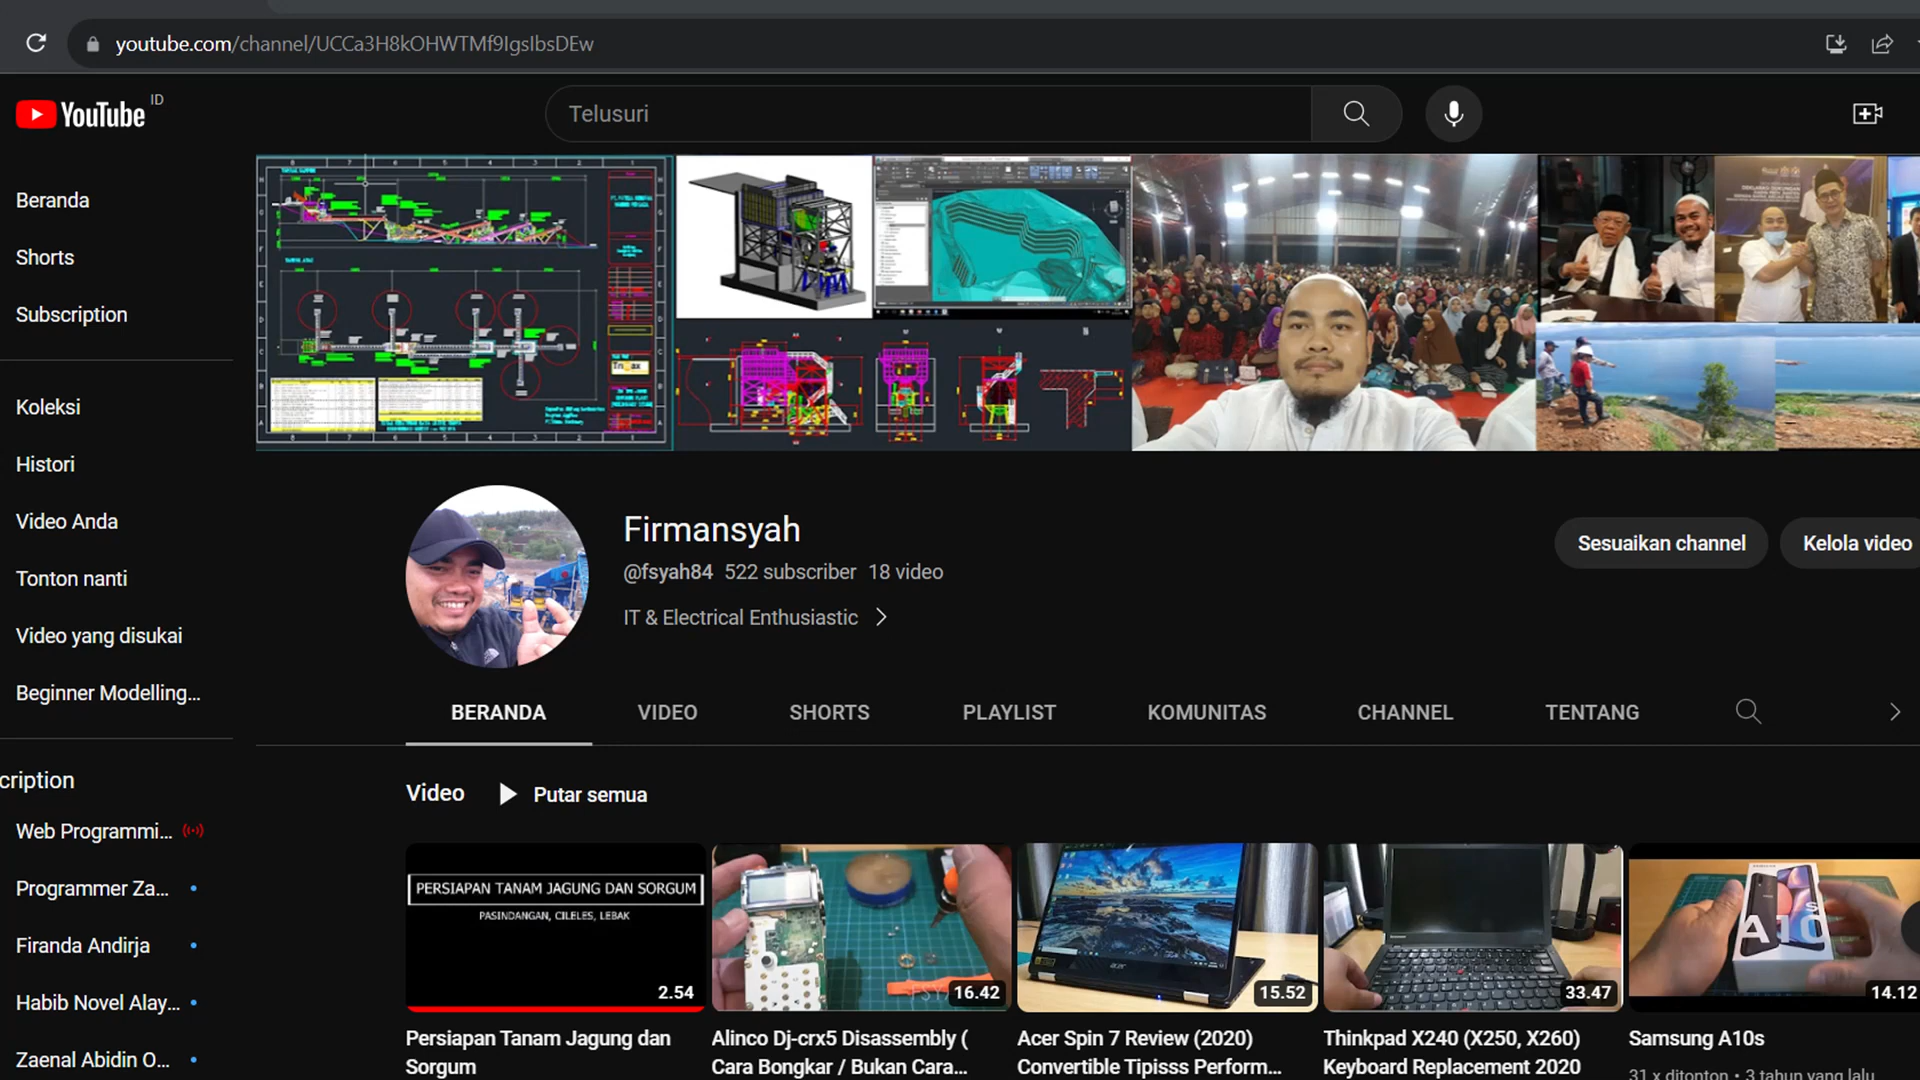 youtube.com/channel/UCCa3H8kOHWTMf9IgsIbsDEw
YouTube ID
Telusuri
Beranda
Shorts
Subscription
Koleksi
Histori
Video Anda
Tonton nanti
Video yang disukai
Beginner Modelling...
cription
Web Programmi...
Programmer Za...
Firanda Andirja
Habib Novel Alay...
Zaenal Abidin O...
Firmansyah
@fsyah84 522 subscriber 18 video
IT & Electrical Enthusiastic
Sesuaikan channel
Kelola video
BERANDA VIDEO SHORTS PLAYLIST KOMUNITAS CHANNEL TENTANG
Video Putar semua
PERSIAPAN TANAM JAGUNG DAN SORGUM
PASINDANGAN, CILELES, LEBAK
2.54
Persiapan Tanam Jagung dan
Sorgum
16.42
Alinco Dj-crx5 Disassembly (
Cara Bongkar / Bukan Cara...
acer
15.52
Acer Spin 7 Review (2020)
Convertible Tipisss Perform...
33.47
Thinkpad X240 (X250, X260)
Keyboard Replacement 2020
A10s
14.12
Samsung A10s
31 x ditonton • 3 tahun yang lalu